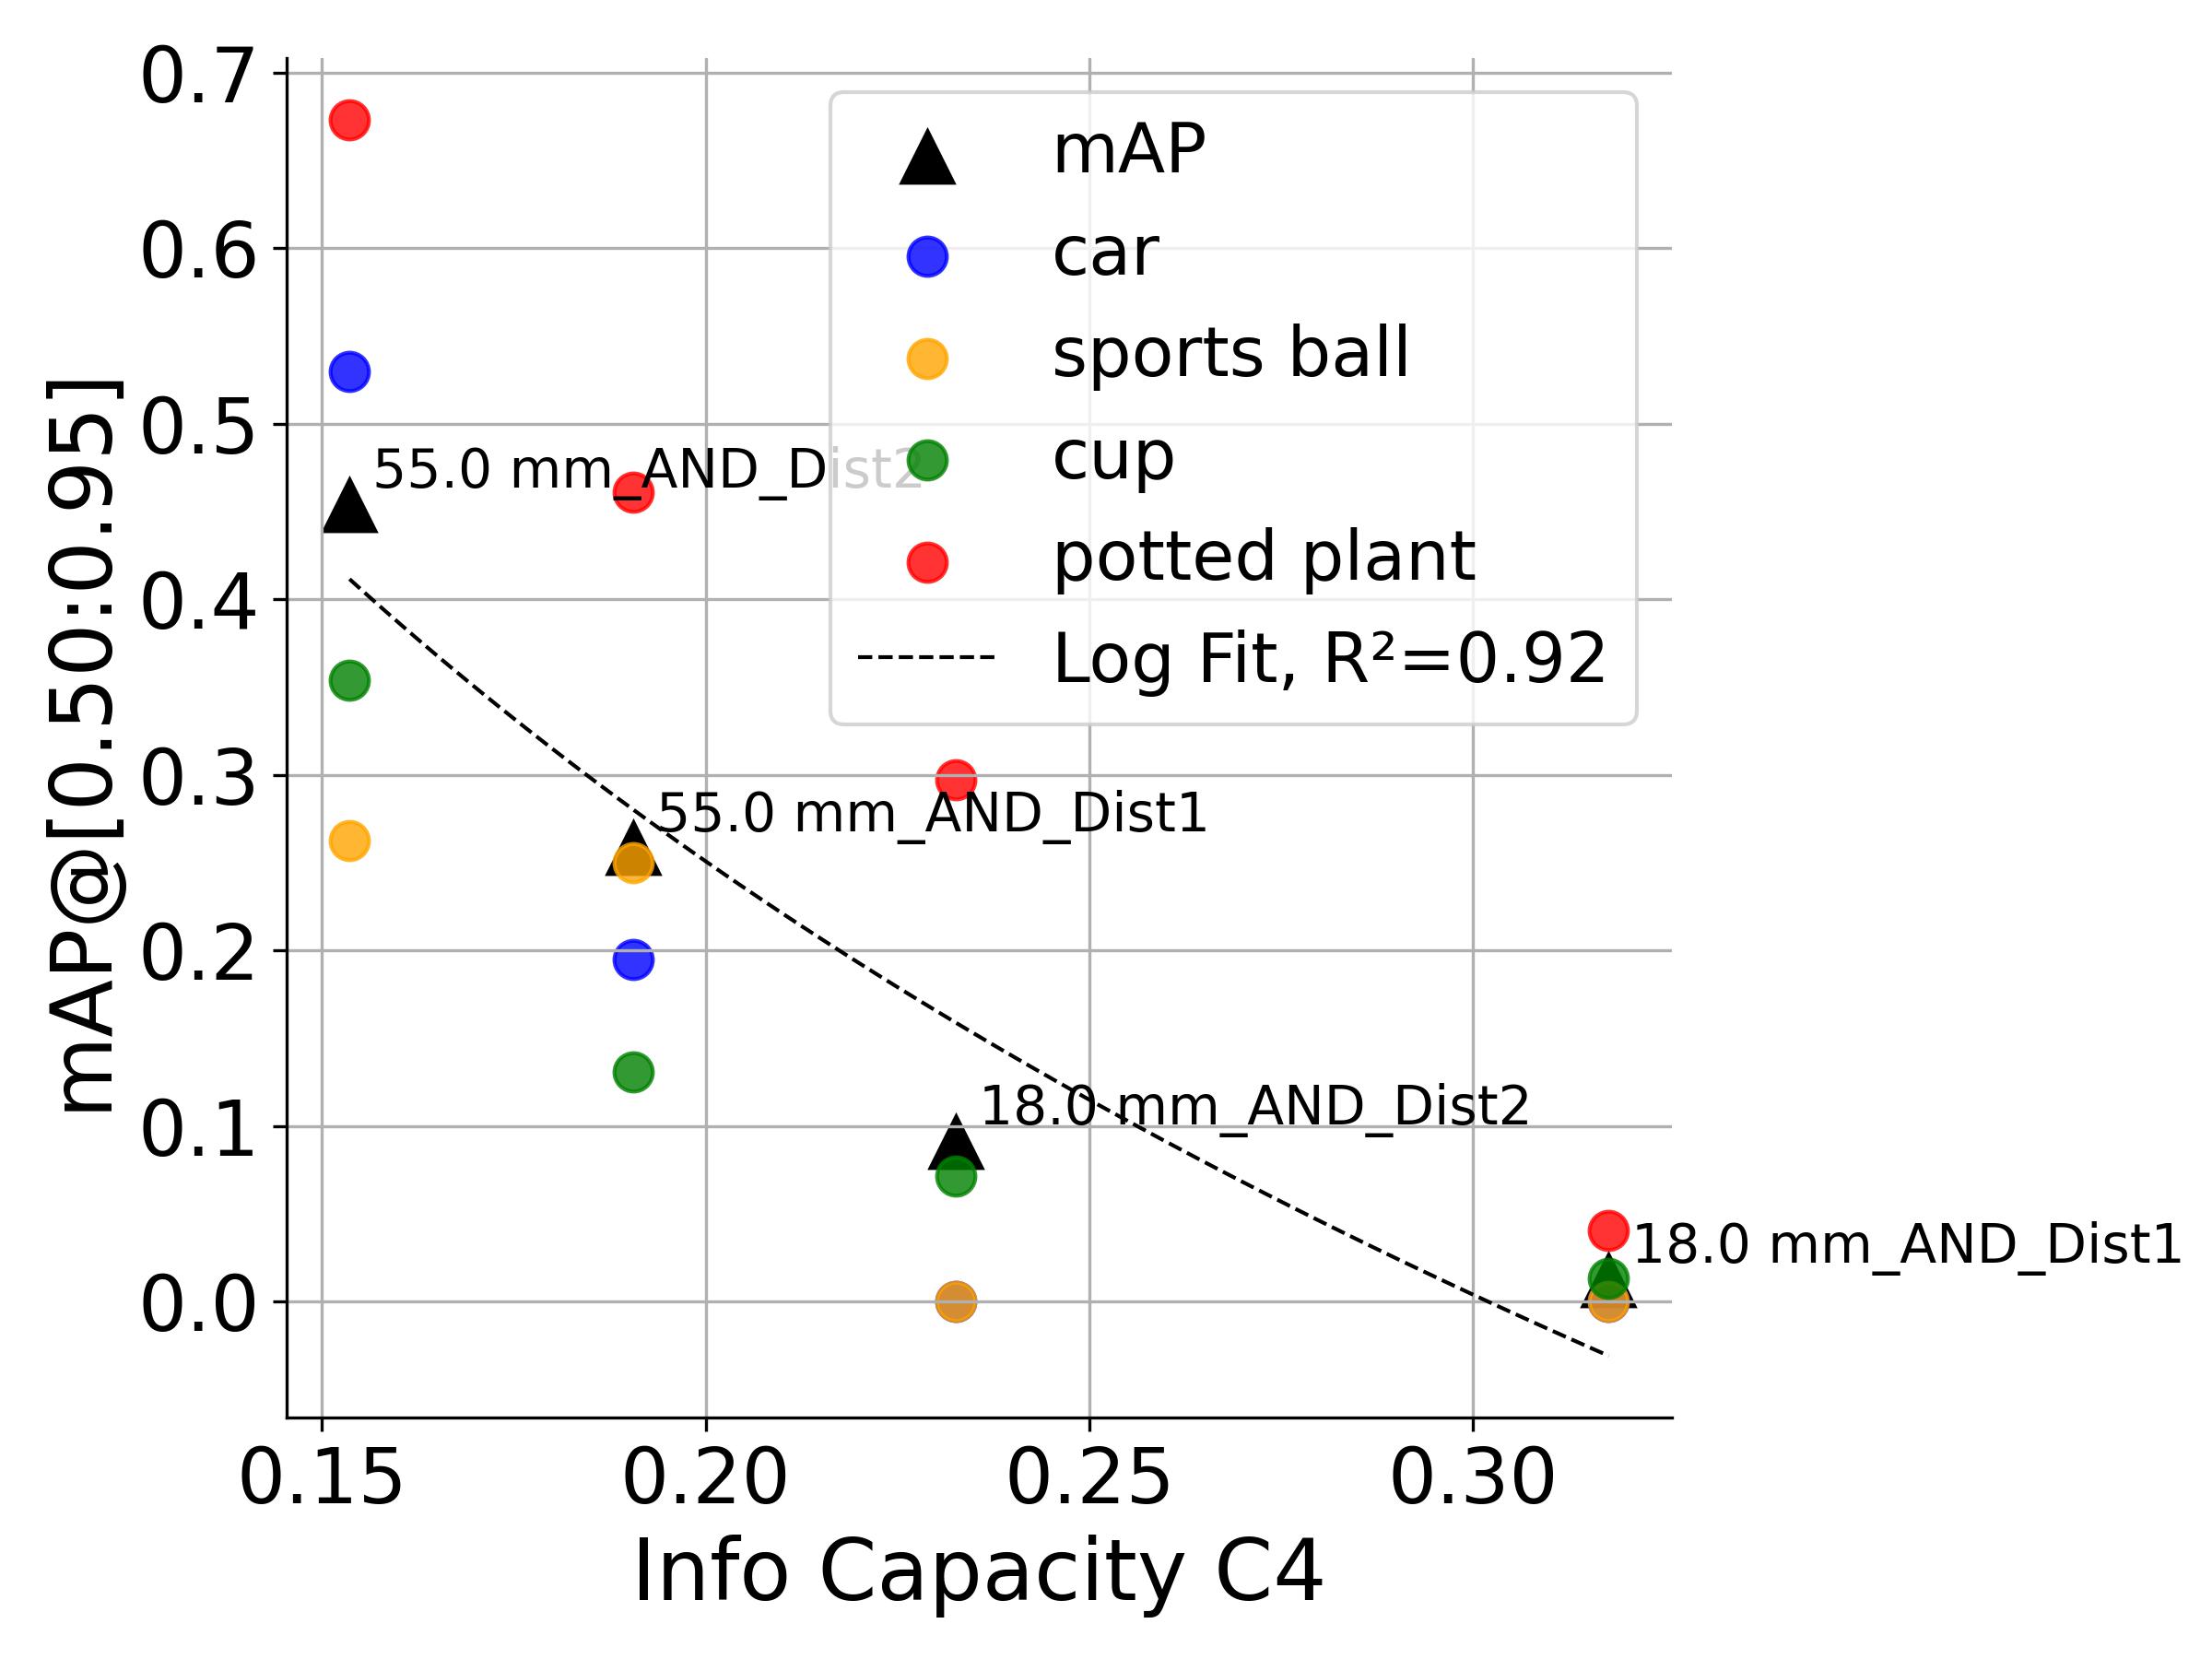 mAP@[0.50:0.95]
0.7
0.6
0.5
0.4
0.3
0.2
0.1
0.0
mAP
car
sports ball
cup
potted plant
Log Fit, R²=0.92
55.0 mm_AND_Dist2
55.0 mm_AND_Dist1
18.0 mm_AND_Dist2
18.0 mm_AND_Dist1
0.15 0.20 0.25 0.30
Info Capacity C4